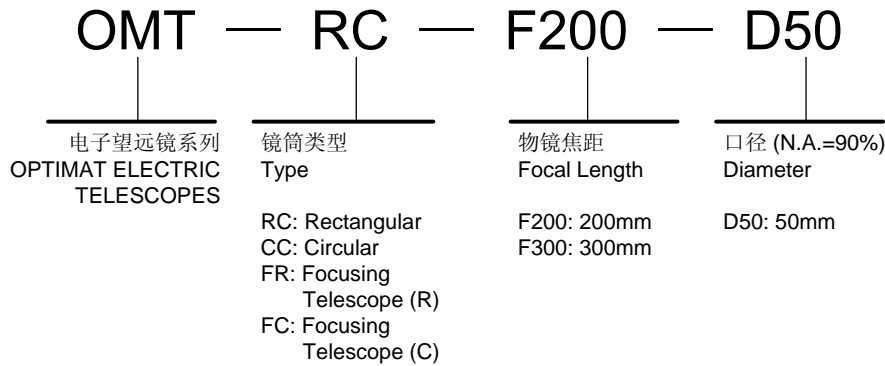 OMT — RC — F200 — D50
电子望远镜系列
OPTIMAT ELECTRIC
TELESCOPES
镜筒类型
Type
RC: Rectangular
CC: Circular
FR: Focusing
Telescope (R)
FC: Focusing
Telescope (C)
物镜焦距
Focal Length
F200: 200mm
F300: 300mm
口径 (N.A.=90%)
Diameter
D50: 50mm